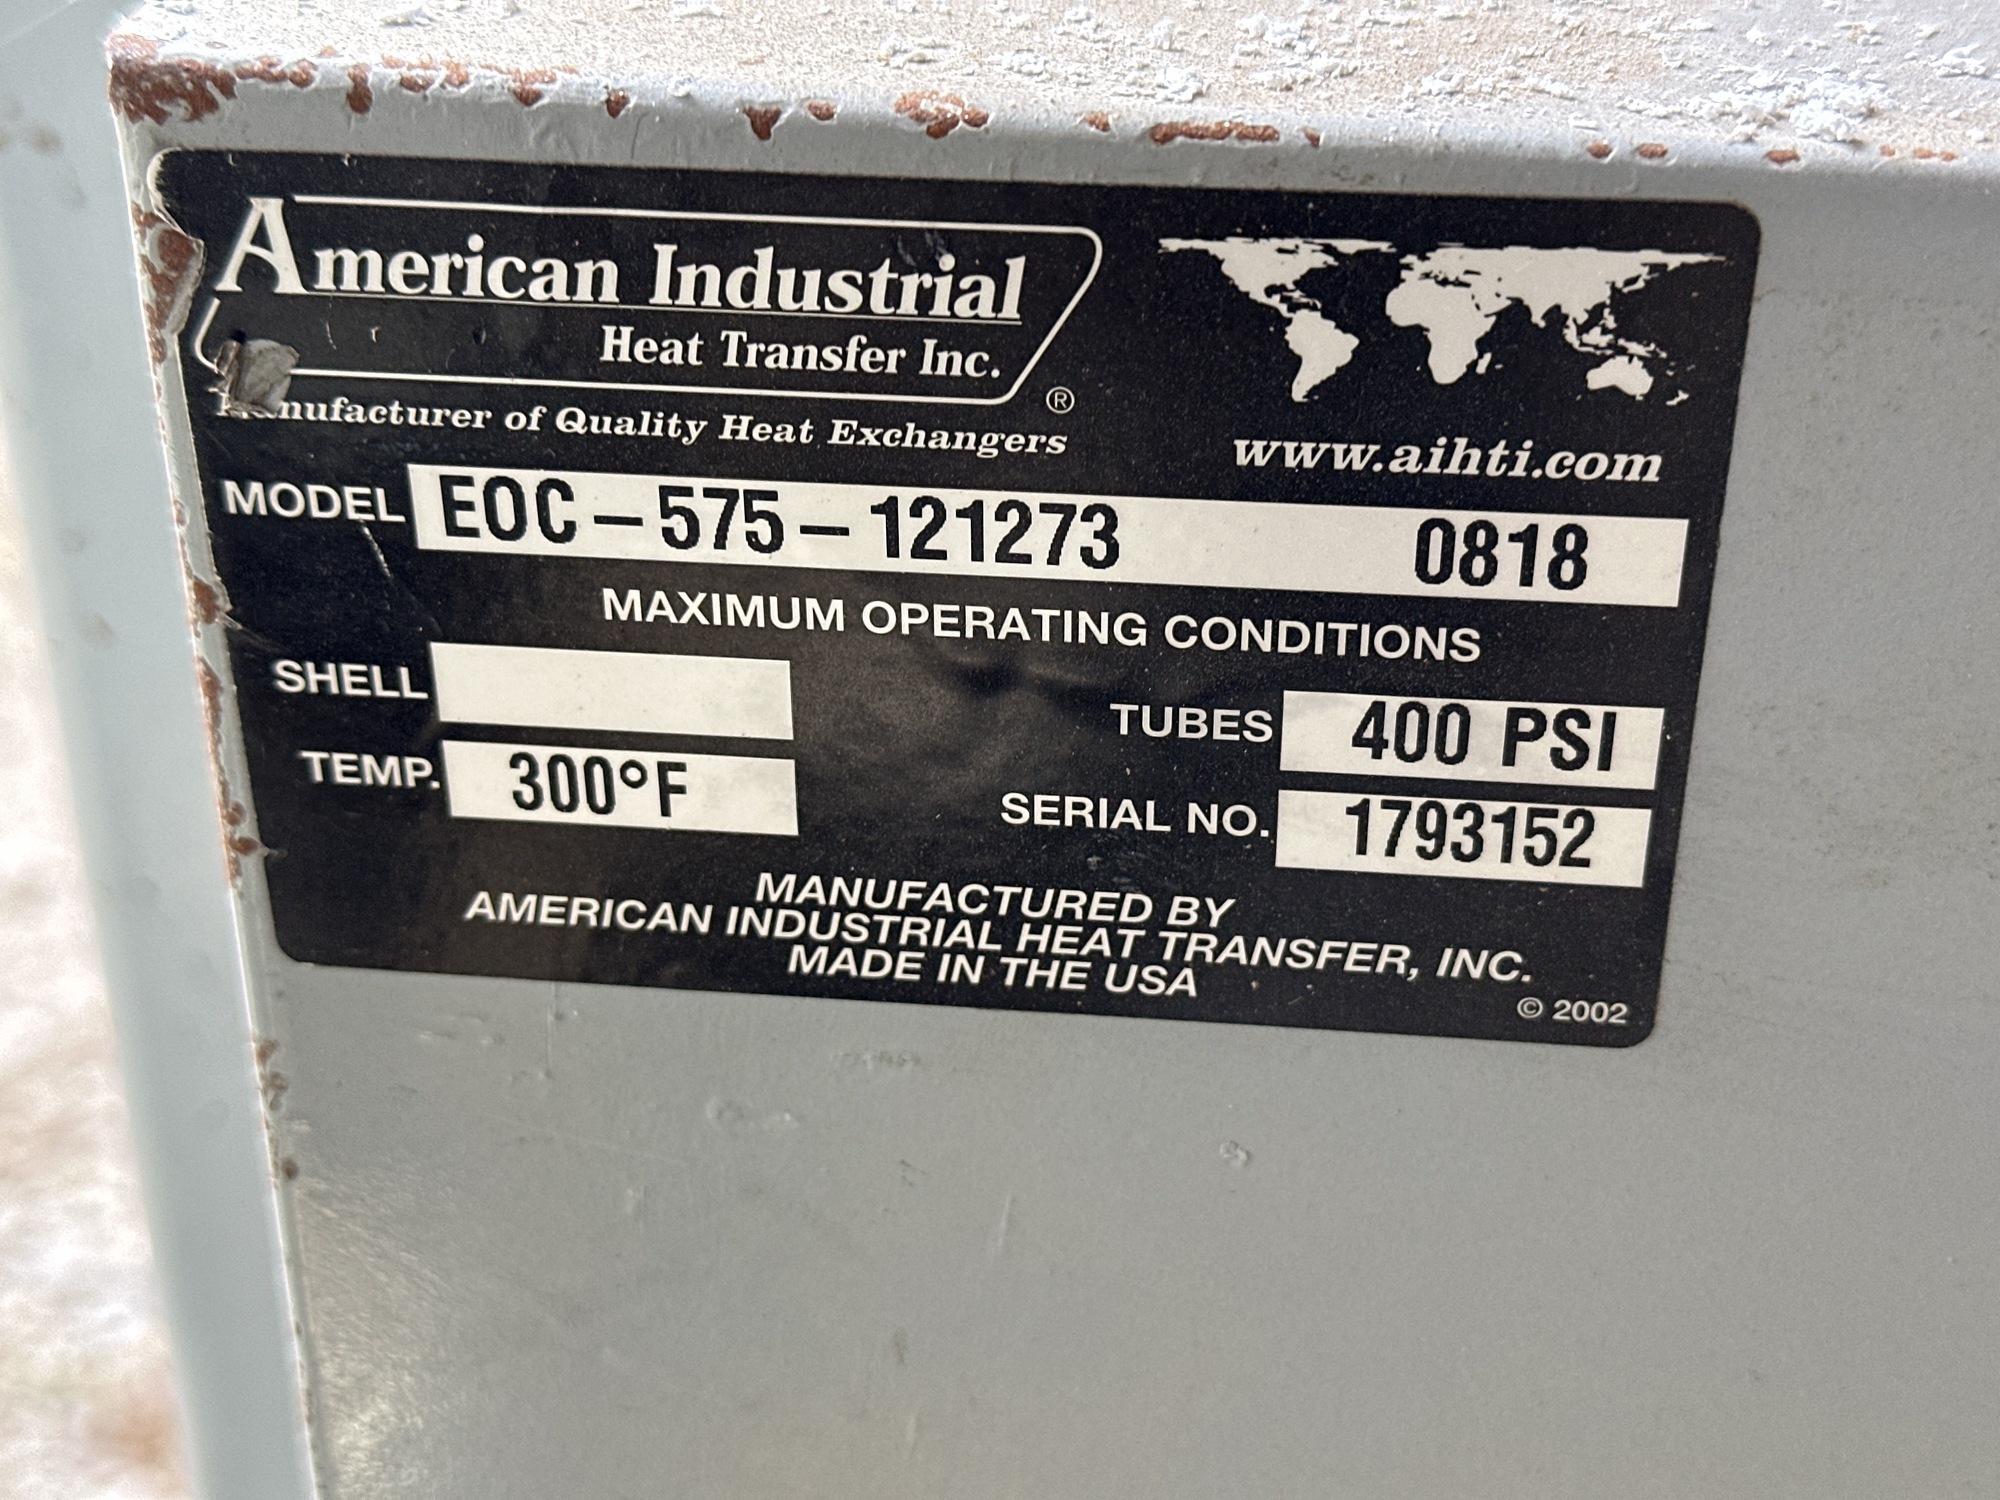 American Industrial
Heat Transfer Inc.
®
Manufacturer of Quality Heat Exchangers
www.aihti.com
MODEL EOC-575-121273 0818
MAXIMUM OPERATING CONDITIONS
SHELL
TUBES 400 PSI
TEMP. 300°F
SERIAL NO. 1793152
MANUFACTURED BY
AMERICAN INDUSTRIAL HEAT TRANSFER, INC.
MADE IN THE USA
© 2002